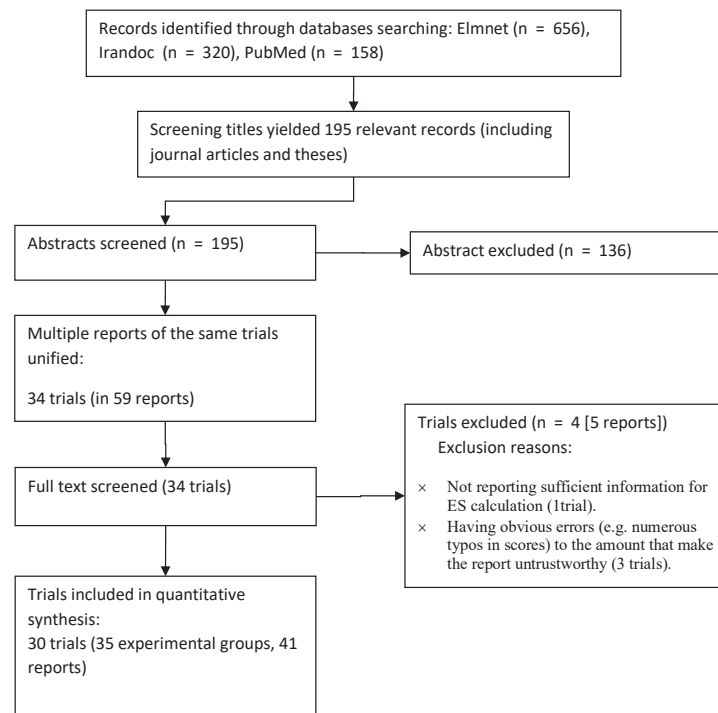 Records identified through databases searching: Elmnet (n = 656),
Irandoc (n = 320), PubMed (n = 158)
Screening titles yielded 195 relevant records (including
journal articles and theses)
Abstracts screened (n = 195)
Abstract excluded (n = 136)
Multiple reports of the same trials
unified:
34 trials (in 59 reports)
Trials excluded (n = 4 [5 reports])
Exclusion reasons:
× Not reporting sufficient information for
ES calculation (1trial).
× Having obvious errors (e.g. numerous
typos in scores) to the amount that make
the report untrustworthy (3 trials).
Full text screened (34 trials)
Trials included in quantitative
synthesis:
30 trials (35 experimental groups, 41
reports)